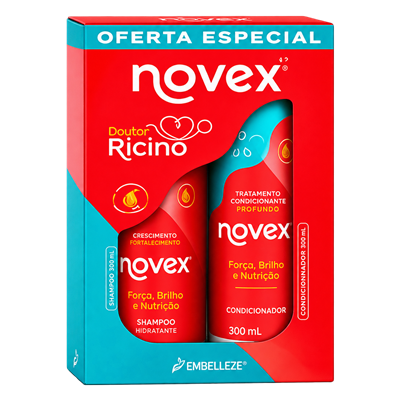 OFERTA ESPECIAL
novex®
Doutor
Ricino
CRESCIMENTO
FORTALECIMENTO
novex®
Força, Brilho
e Nutrição
SHAMPOO
HIDRATANTE
TRATAMENTO
CONDICIONANTE
PROFUNDO
novex
Força, Brilho
e Nutrição
CONDICIONADOR
300 mL
SHAMPOO 300 mL
CONDICIONNADOR 300 mL
EMBELLEZE®